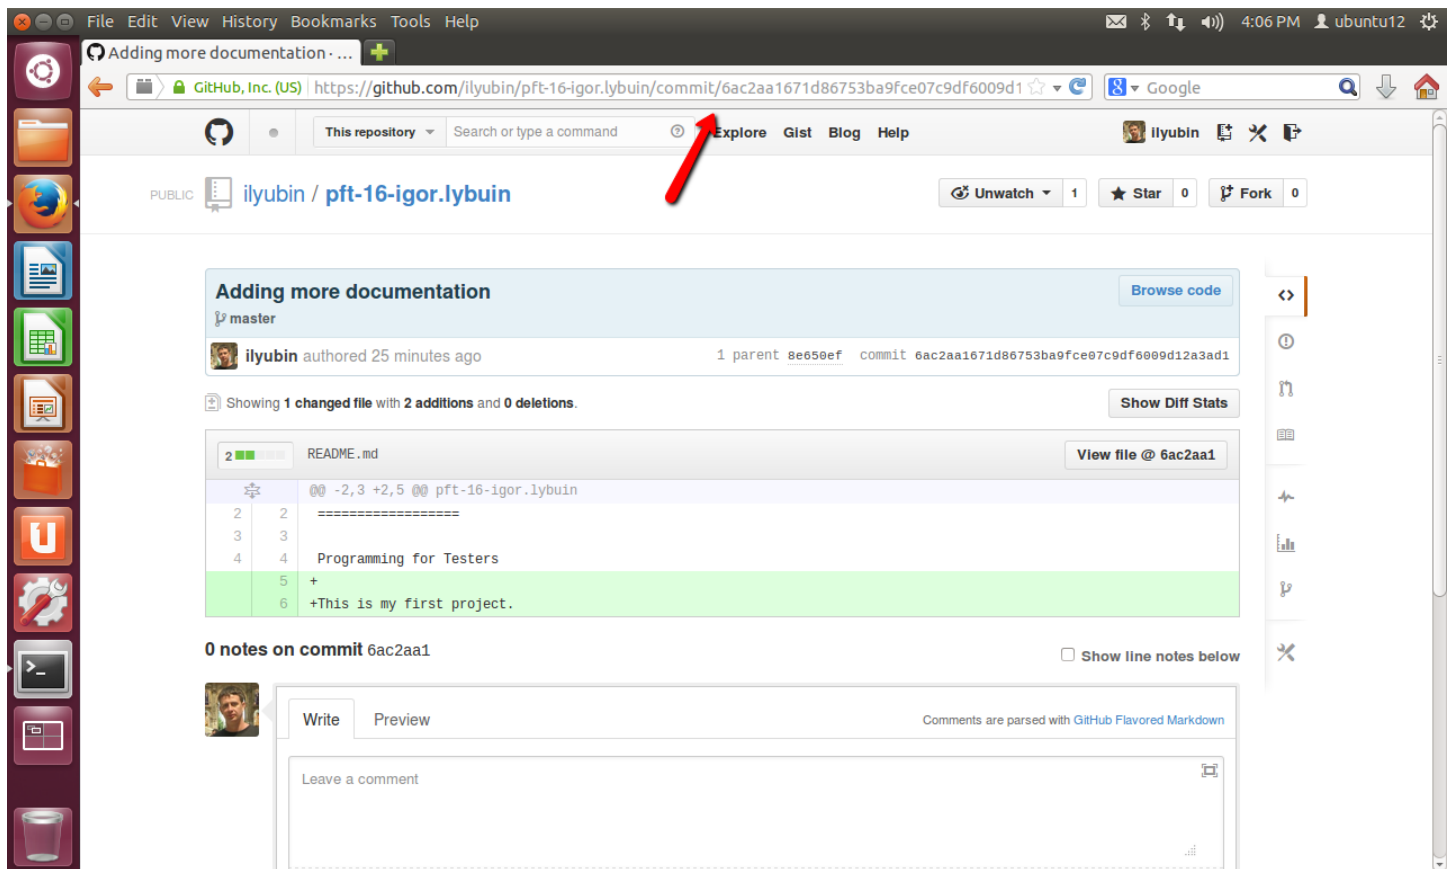 File Edit View History Bookmarks Tools Help 4:06 PM ubuntu12
Adding more documentation · ...
GitHub, Inc. (US) https://github.com/ilyubin/pft-16-igor.lybuin/commit/6ac2aa1671d86753ba9fce07c9df6009d1 Google
This repository Search or type a command Explore Gist Blog Help ilyubin
PUBLIC ilyubin / pft-16-igor.lybuin Unwatch 1 Star 0 Fork 0
Adding more documentation Browse code
master
ilyubin authored 25 minutes ago 1 parent 8e650ef commit 6ac2aa1671d86753ba9fce07c9df6009d12a3ad1
Showing 1 changed file with 2 additions and 0 deletions. Show Diff Stats
2 README.md View file @ 6ac2aa1
@@ -2,3 +2,5 @@ pft-16-igor.lybuin
2 2 ==================
3 3
4 4 Programming for Testers
5 +
6 +This is my first project.
0 notes on commit 6ac2aa1 Show line notes below
Write Preview Comments are parsed with GitHub Flavored Markdown
Leave a comment